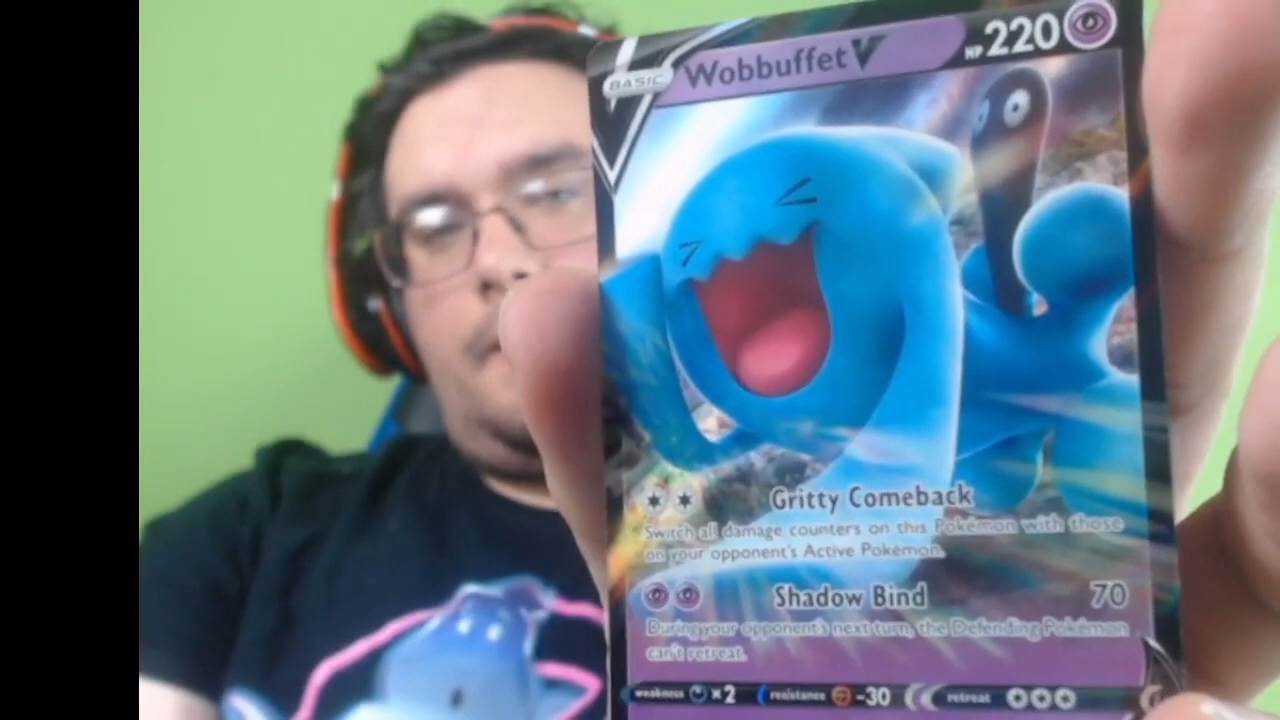 BASIC Wobbuffet V HP 220
Gritty Comeback
Switch all damage counters on this Pokémon with those
on your opponent's Active Pokémon.
Shadow Bind 70
During your opponent's next turn, the Defending Pokémon
can't retreat.
weakness ×2 resistance -30 retreat